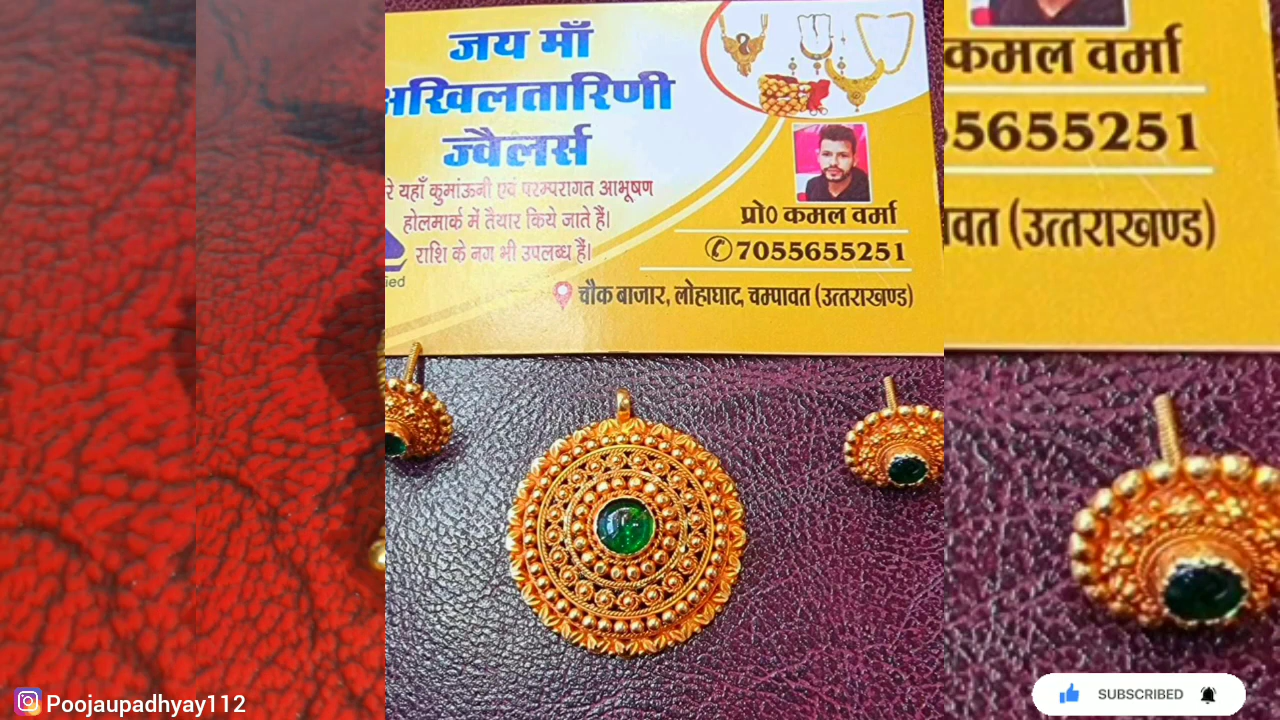 जय माँ
अखिलतारिणी
ज्वैलर्स
यहाँ कुमांऊनी एवं परम्परागत आभूषण
होलमार्क में तैयार किये जाते हैं।
राशि के नग भी उपलब्ध हैं।
ied
प्रो0 कमल वर्मा
7055655251
चौक बाजार, लोहाघाट, चम्पावत (उत्तराखण्ड)
कमल वर्मा
5655251
वत (उत्तराखण्ड)
Poojaupadhyay112
SUBSCRIBED